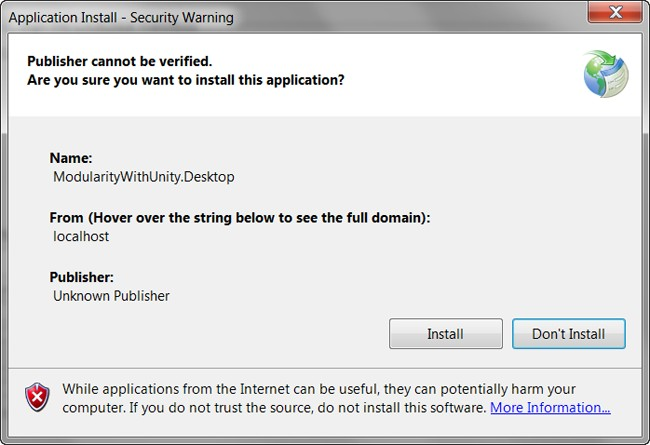 Application Install - Security Warning
Publisher cannot be verified.
Are you sure you want to install this application?
Name:
ModularityWithUnity.Desktop
From (Hover over the string below to see the full domain):
localhost
Publisher:
Unknown Publisher
Install
Don't Install
While applications from the Internet can be useful, they can potentially harm your
computer. If you do not trust the source, do not install this software. More Information...